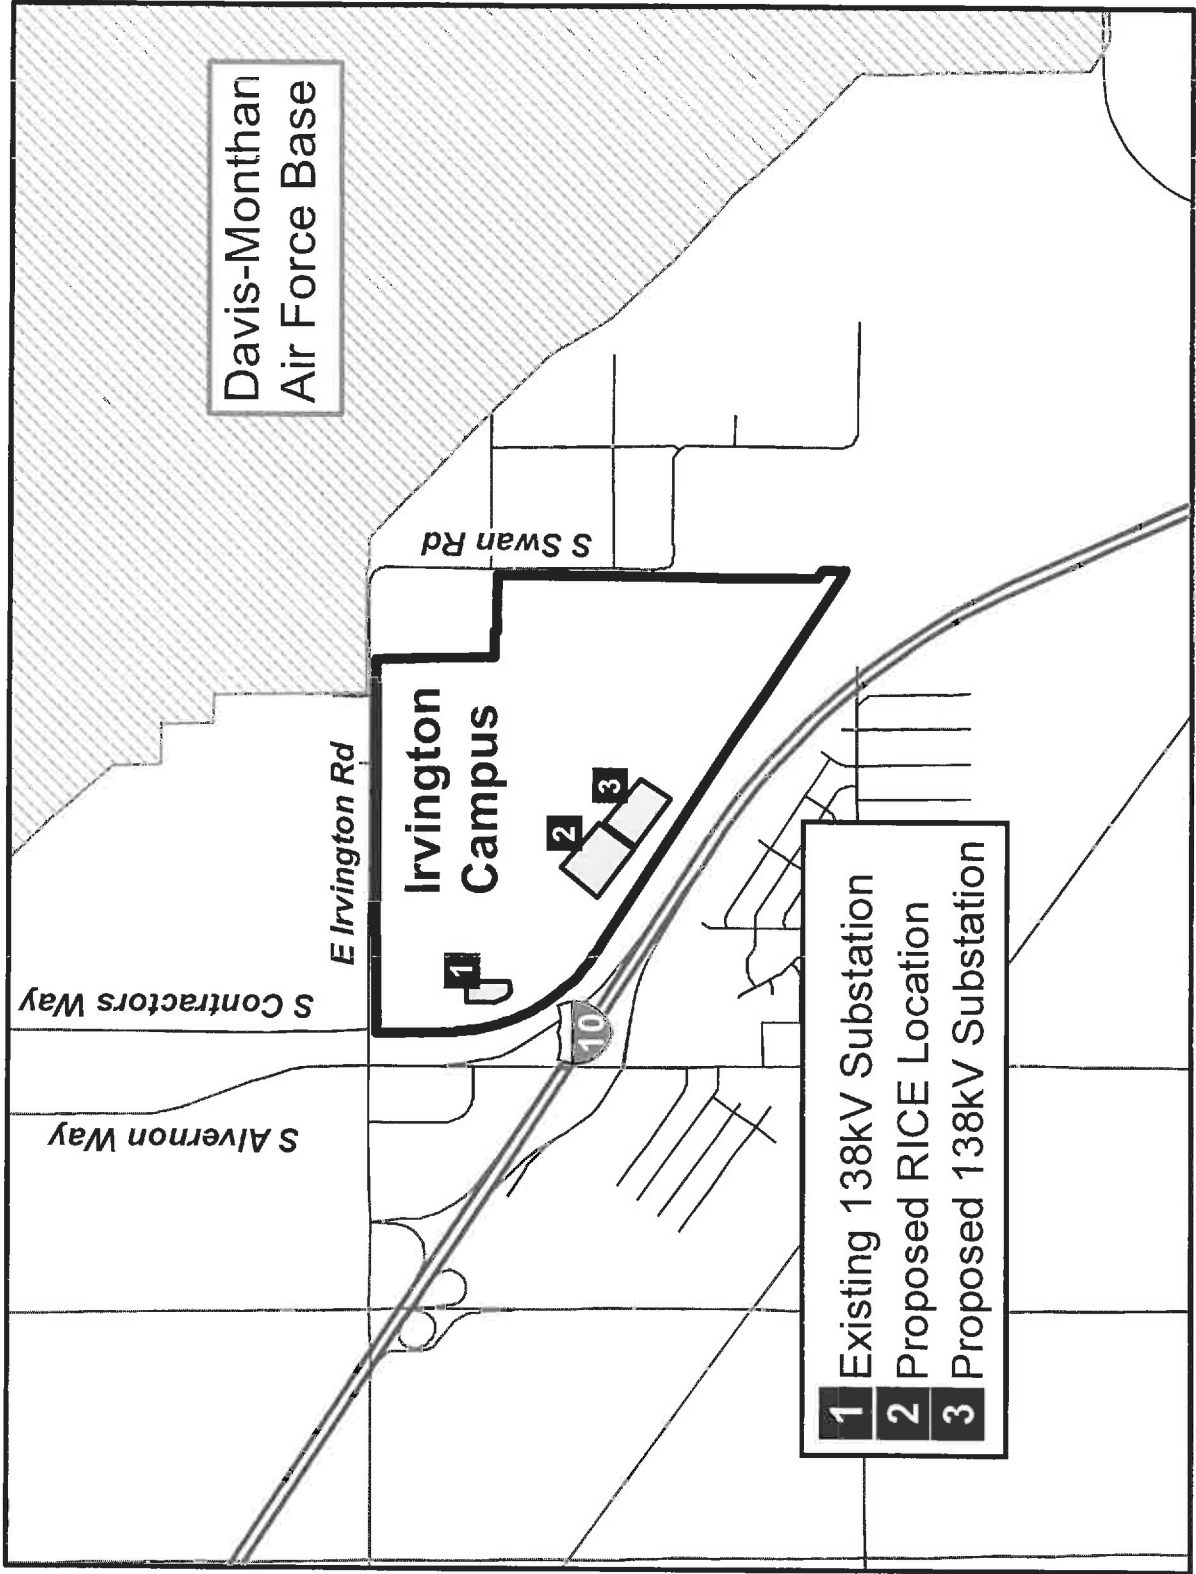 Davis-Monthan
Air Force Base
S Contractors Way
E Irvington Rd
S Alvernon Way
S Swan Rd
Irvington
Campus
1
2
3
10
1 Existing 138kV Substation
2 Proposed RICE Location
3 Proposed 138kV Substation